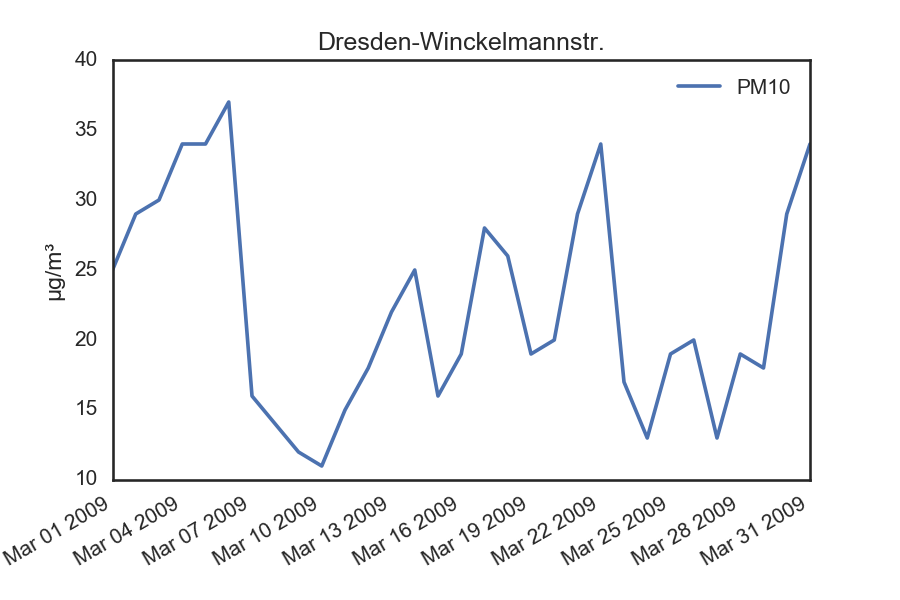 Dresden-Winckelmannstr.
40
35
30
25
20
15
10
µg/m³
PM10
Mar 01 2009
Mar 04 2009
Mar 07 2009
Mar 10 2009
Mar 13 2009
Mar 16 2009
Mar 19 2009
Mar 22 2009
Mar 25 2009
Mar 28 2009
Mar 31 2009